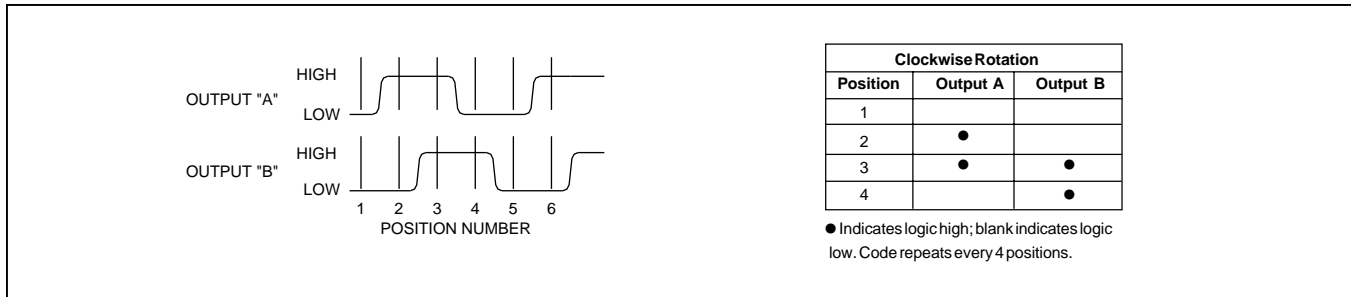 OUTPUT "A"
HIGH
LOW
OUTPUT "B"
HIGH
LOW
1 2 3 4 5 6
POSITION NUMBER
Clockwise Rotation
Position Output A Output B
1
2 ●
3 ● ●
4 ●
● Indicates logic high; blank indicates logic
low. Code repeats every 4 positions.